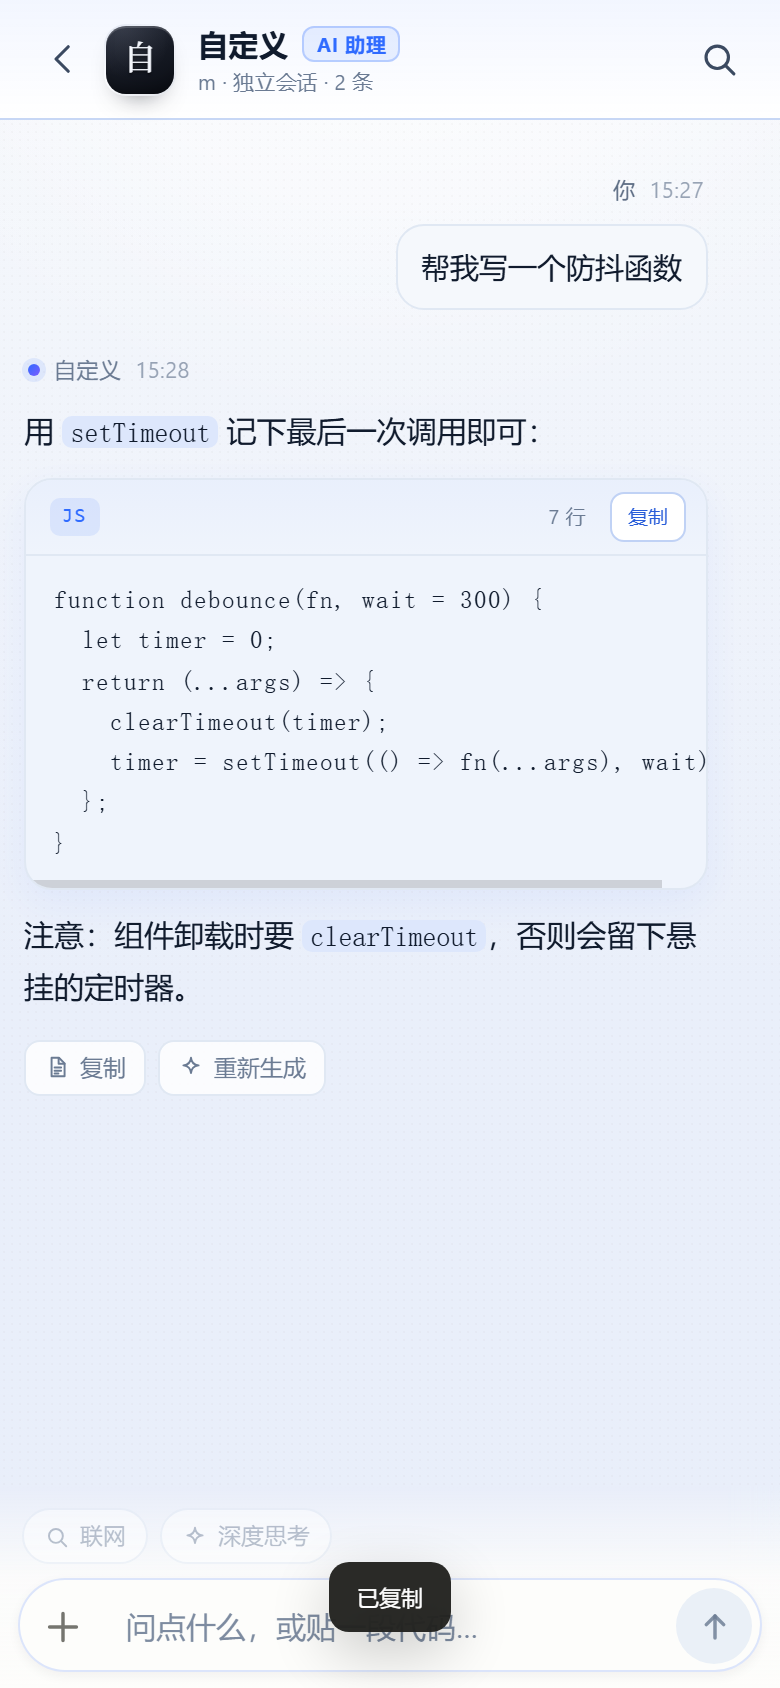 自
自定义 AI 助理
m · 独立会话 · 2 条
你 15:27
帮我写一个防抖函数
自定义 15:28
用 setTimeout 记下最后一次调用即可：
JS 7 行 复制
function debounce(fn, wait = 300) {
  let timer = 0;
  return (...args) => {
    clearTimeout(timer);
    timer = setTimeout(() => fn(...args), wait)
  };
}
注意：组件卸载时要 clearTimeout，否则会留下悬
挂的定时器。
复制 重新生成
联网 深度思考
已复制
问点什么，或贴一段代码...